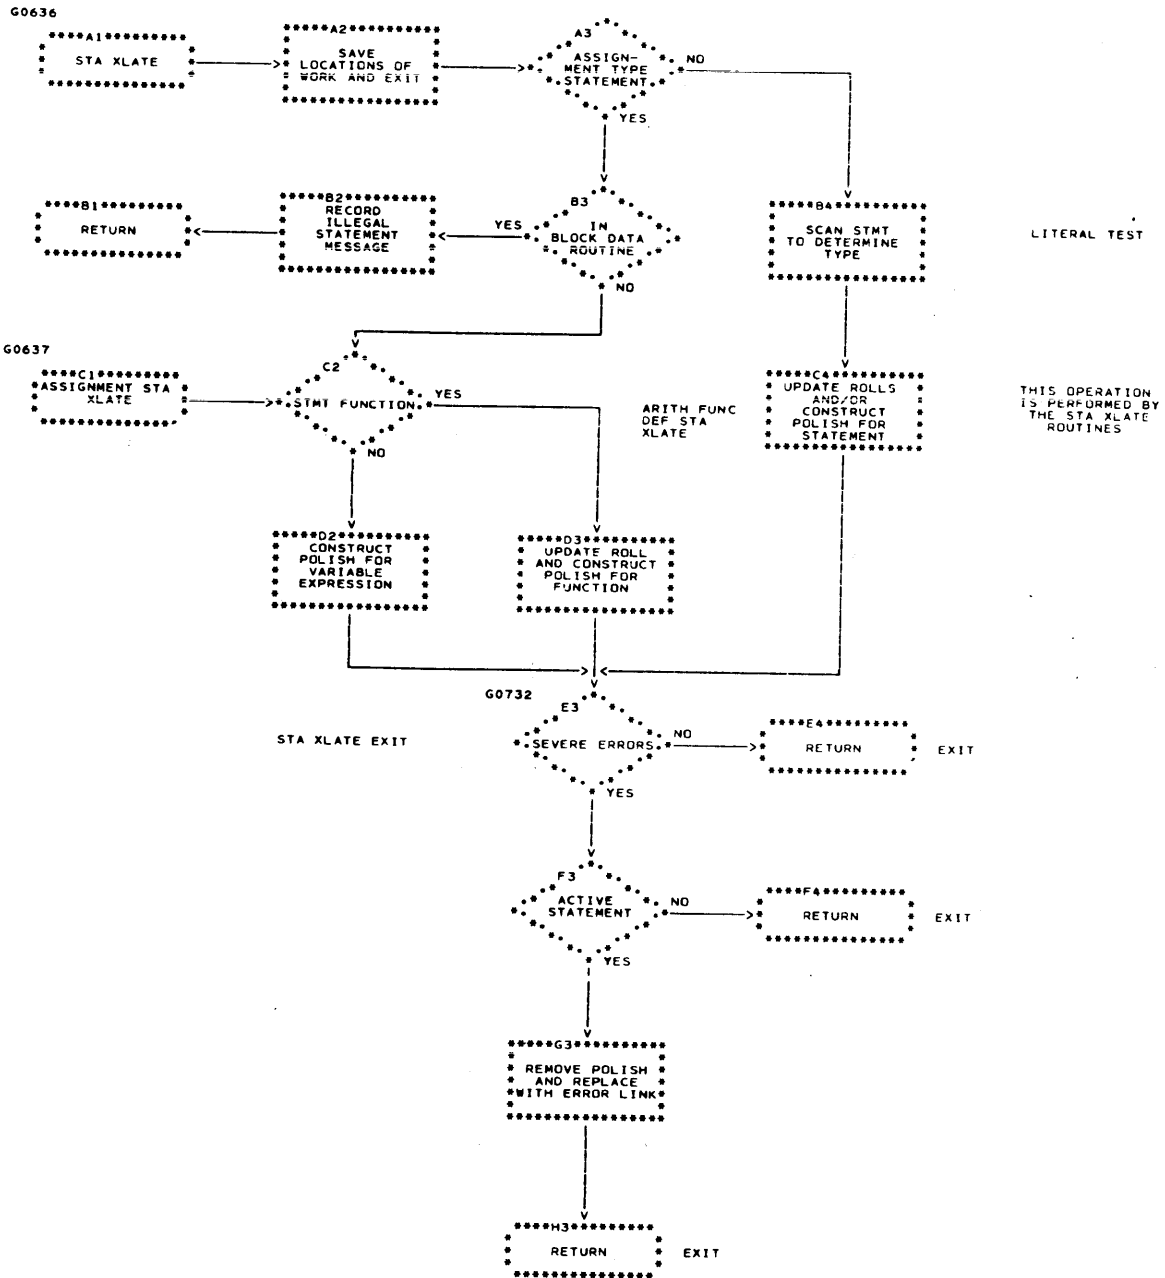 G0636
A1
STA XLATE
A2
SAVE
LOCATIONS OF
WORK AND EXIT
A3
ASSIGN-
MENT TYPE
STATEMENT
NO
YES
B1
RETURN
B2
RECORD
ILLEGAL
STATEMENT
MESSAGE
YES
B3
IN
BLOCK DATA
ROUTINE
NO
B4
SCAN STMT
TO DETERMINE
TYPE
LITERAL TEST
G0637
C1
ASSIGNMENT STA
XLATE
C2
STMT FUNCTION
YES
NO
ARITH FUNC
DEF STA
XLATE
C4
UPDATE ROLLS
AND/OR
CONSTRUCT
POLISH FOR
STATEMENT
THIS OPERATION
IS PERFORMED BY
THE STA XLATE
ROUTINES
D2
CONSTRUCT
POLISH FOR
VARIABLE
EXPRESSION
D3
UPDATE ROLL
AND CONSTRUCT
POLISH FOR
FUNCTION
G0732
STA XLATE EXIT
E3
SEVERE ERRORS
NO
YES
E4
RETURN
EXIT
F3
ACTIVE
STATEMENT
NO
YES
F4
RETURN
EXIT
G3
REMOVE POLISH
AND REPLACE
WITH ERROR LINK
H3
RETURN
EXIT